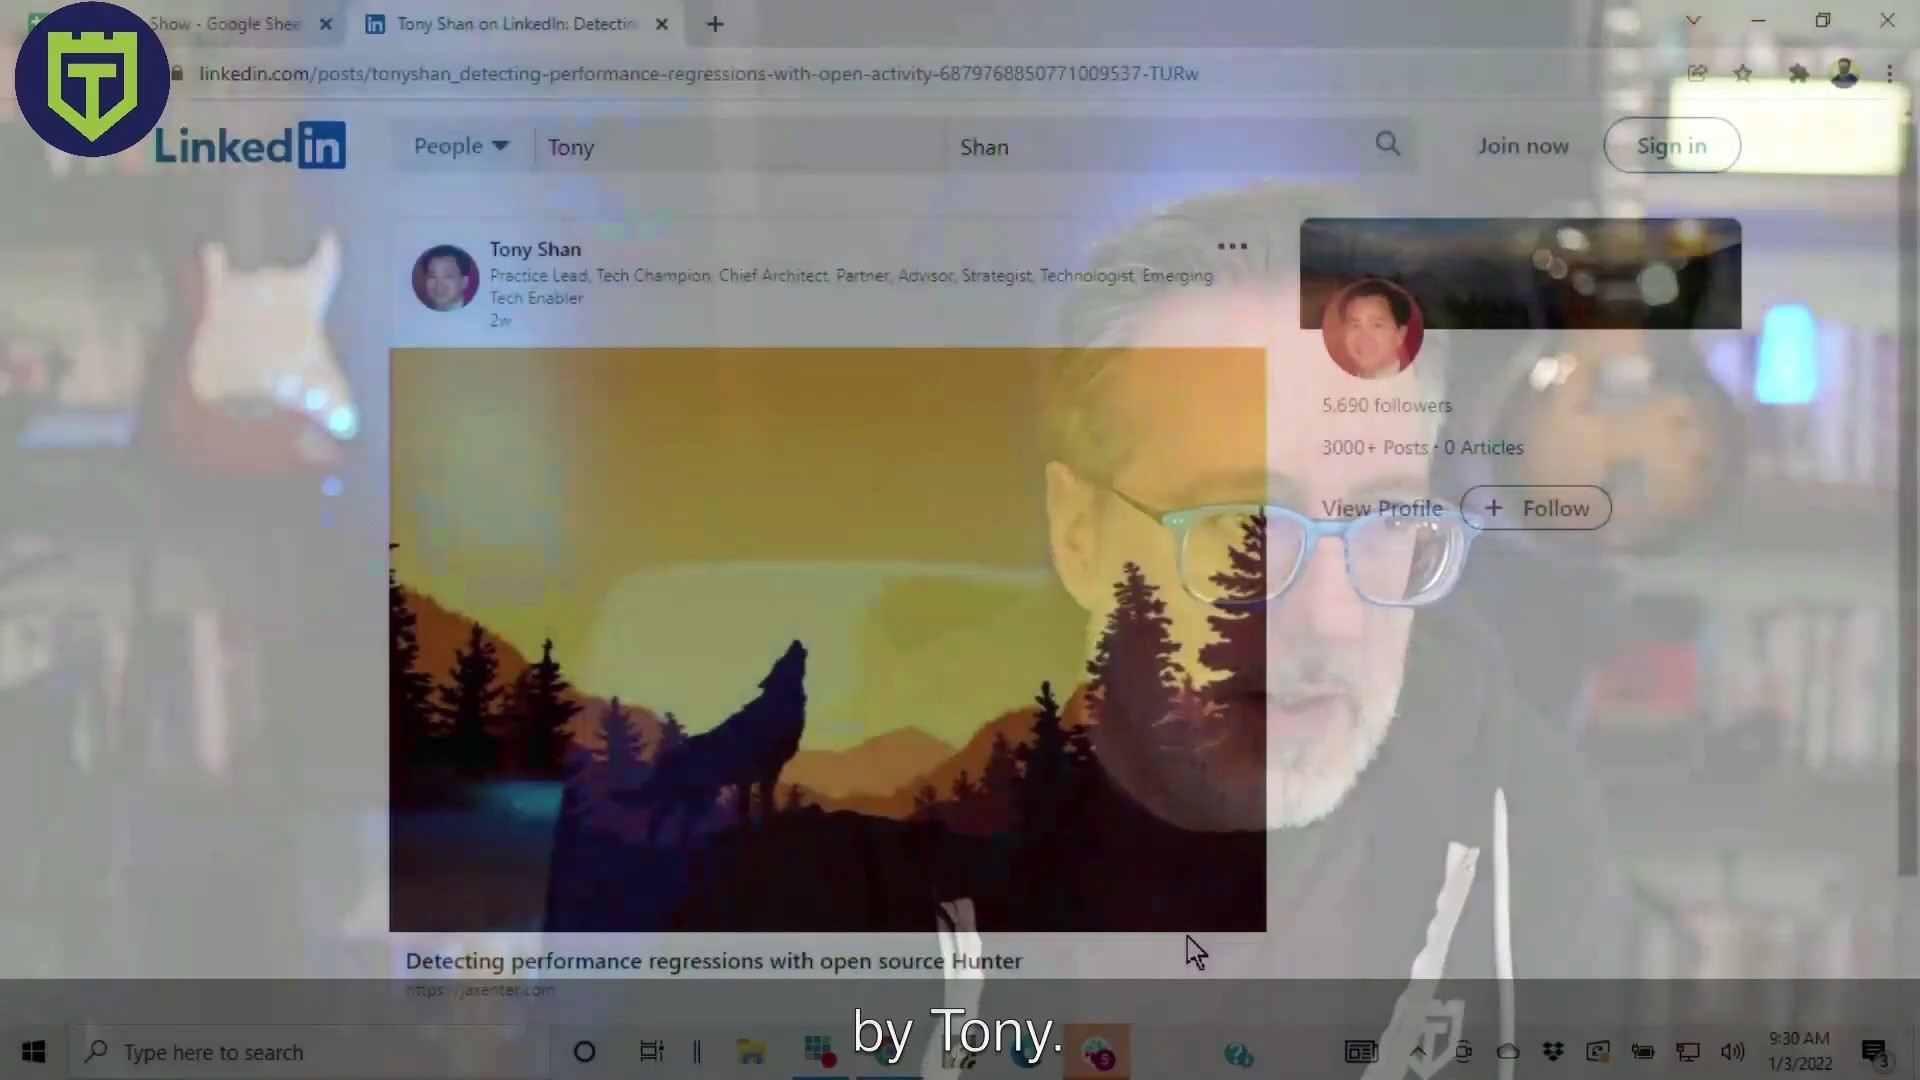 Show - Google Shee
Tony Shan on LinkedIn: Detectin
linkedin.com/posts/tonyshan_detecting-performance-regressions-with-open-activity-6879768850771009537-TURw
T
Linked in
People
Tony
Shan
Join now
Sign in
Tony Shan
Practice Lead, Tech Champion, Chief Architect, Partner, Advisor, Strategist, Technologist, Emerging
Tech Enabler
2w
5,690 followers
3000+ Posts · 0 Articles
View Profile
+ Follow
Detecting performance regressions with open source Hunter
https://jaxenter.com
by Tony.
Type here to search
9:30 AM
1/3/2022
3
5